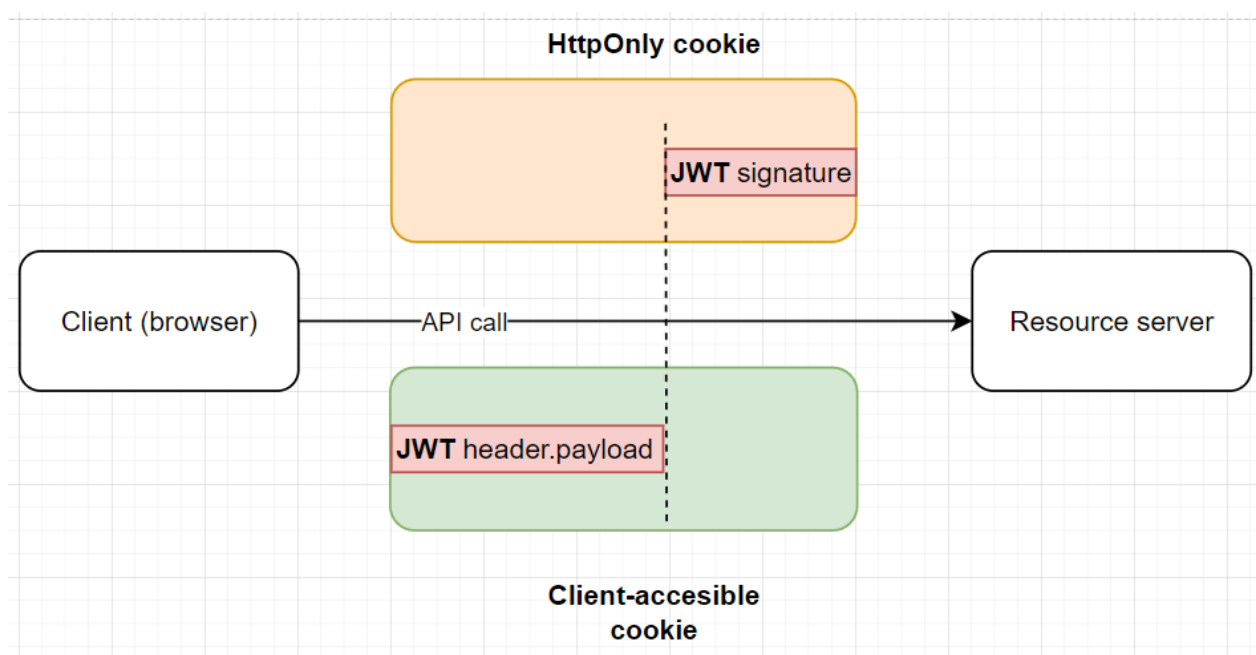 HttpOnly cookie
JWT signature
Client (browser)
API call
Resource server
JWT header.payload
Client-accesible
cookie